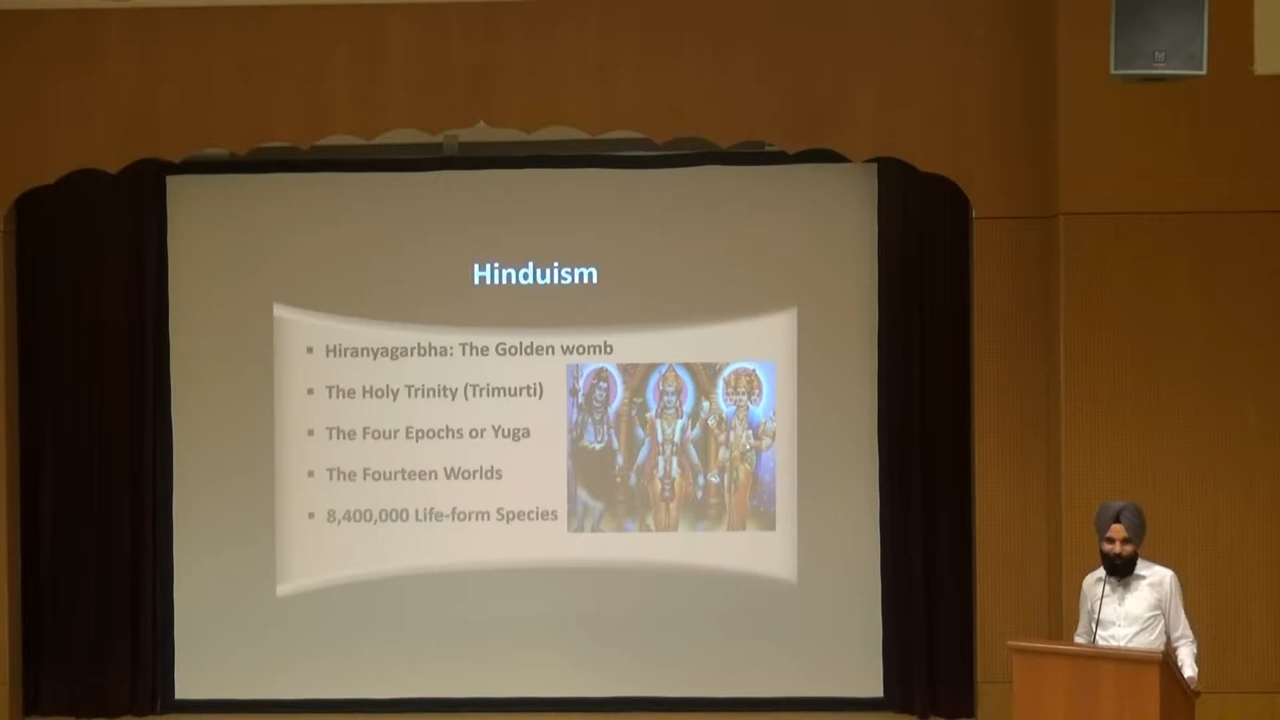 Hinduism
Hiranyagarbha: The Golden womb
The Holy Trinity (Trimurti)
The Four Epochs or Yuga
The Fourteen Worlds
8,400,000 Life-form Species